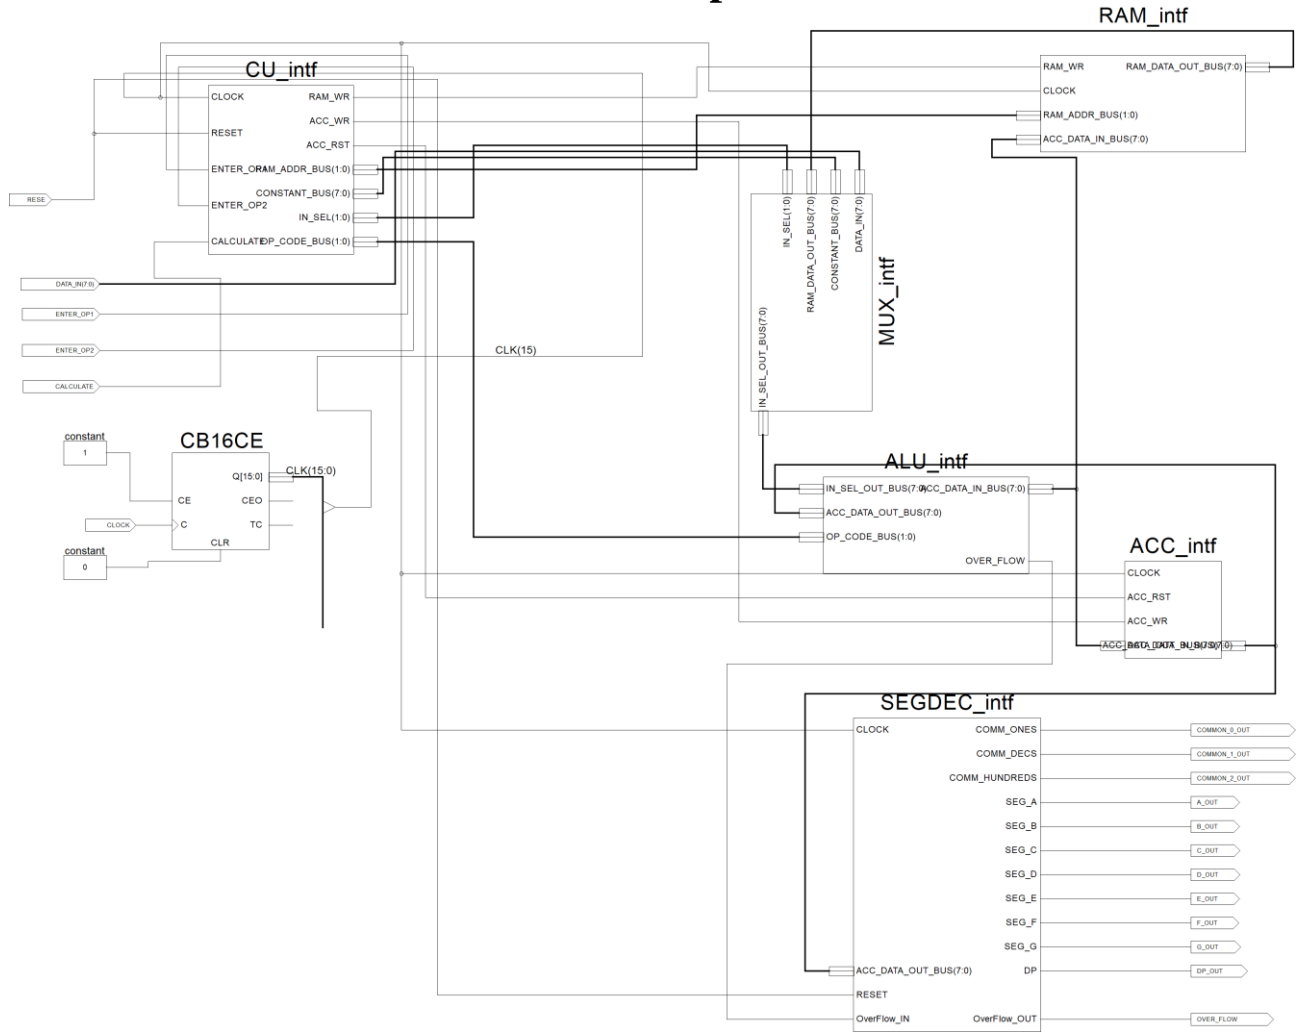 RAM_intf
CU_intf
CLOCK
RESET
ENTER_OP1
ENTER_OP2
CALCULATE
RAM_WR
ACC_WR
ACC_RST
RAM_ADDR_BUS(1:0)
CONSTANT_BUS(7:0)
IN_SEL(1:0)
OP_CODE_BUS(1:0)
RAM_WR
CLOCK
RAM_ADDR_BUS(1:0)
ACC_DATA_IN_BUS(7:0)
RAM_DATA_OUT_BUS(7:0)
RESE
DATA_IN(7:0)
ENTER_OP1
ENTER_OP2
CALCULATE
IN_SEL(1:0)
RAM_DATA_OUT_BUS(7:0)
CONSTANT_BUS(7:0)
DATA_IN(7:0)
IN_SEL_OUT_BUS(7:0)
MUX_intf
CLK(15)
constant
1
CB16CE
Q[15:0]
CLK(15:0)
CE
CEO
CLOCK
C
TC
CLR
constant
0
ALU_intf
IN_SEL_OUT_BUS(7:0)
ACC_DATA_OUT_BUS(7:0)
OP_CODE_BUS(1:0)
ACC_DATA_IN_BUS(7:0)
OVER_FLOW
ACC_intf
CLOCK
ACC_RST
ACC_WR
SEGDEC_intf
CLOCK
ACC_DATA_OUT_BUS(7:0)
RESET
OverFlow_IN
COMM_ONES
COMM_DECS
COMM_HUNDREDS
SEG_A
SEG_B
SEG_C
SEG_D
SEG_E
SEG_F
SEG_G
DP
OverFlow_OUT
COMMON_0_OUT
COMMON_1_OUT
COMMON_2_OUT
A_OUT
B_OUT
C_OUT
D_OUT
E_OUT
F_OUT
G_OUT
DP_OUT
OVER_FLOW